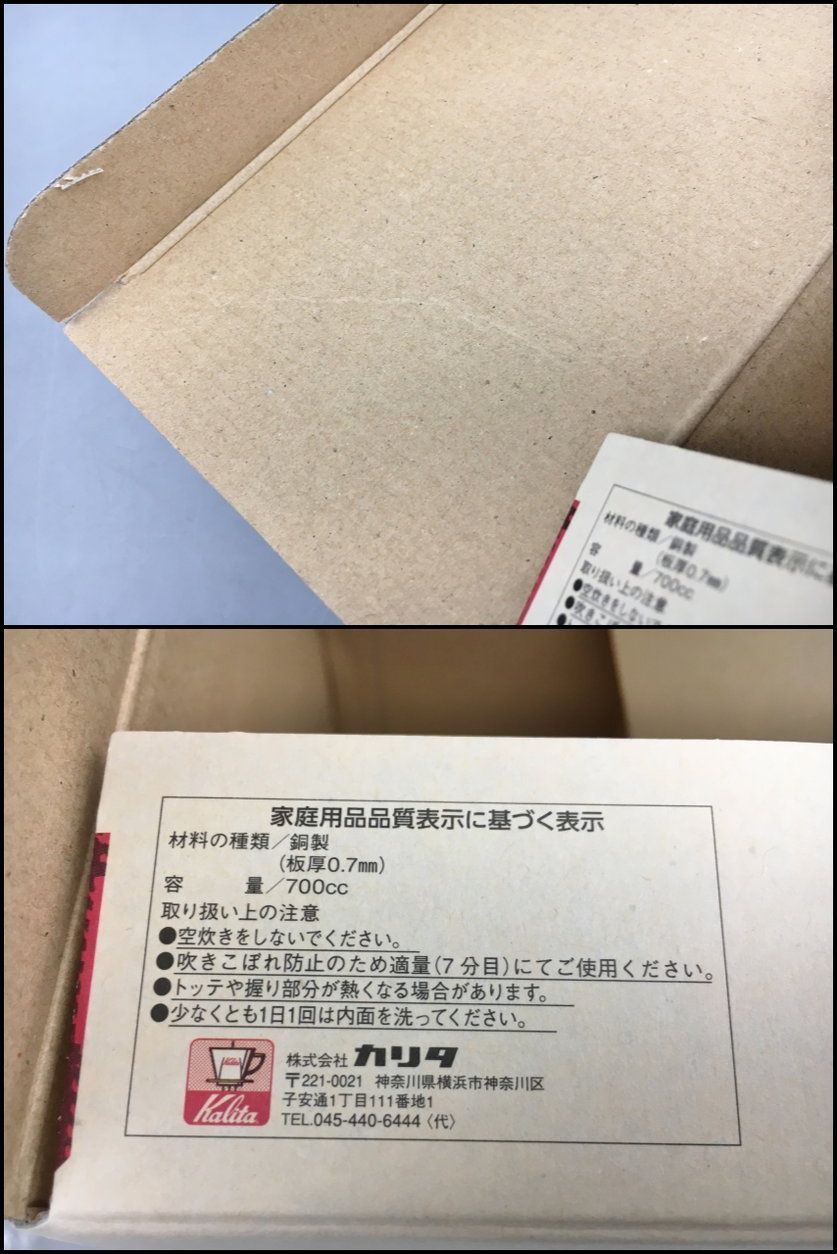 家庭用品品質表示に
材料の種類／銅製
(板厚0.7㎜)
容 量／700cc
取り扱い上の注意
●空炊きをしない
●吹きこぼ
家庭用品品質表示に基づく表示
材料の種類／銅製
(板厚0.7㎜)
容 量／700cc
取り扱い上の注意
●空炊きをしないでください。
●吹きこぼれ防止のため適量(7分目)にてご使用ください。
●トッテや握り部分が熱くなる場合があります。
●少なくとも1日1回は内面を洗ってください。
Kalita
Kalita
株式会社 カリタ
〒221-0021 神奈川県横浜市神奈川区
子安通1丁目111番地1
TEL.045-440-6444〈代〉